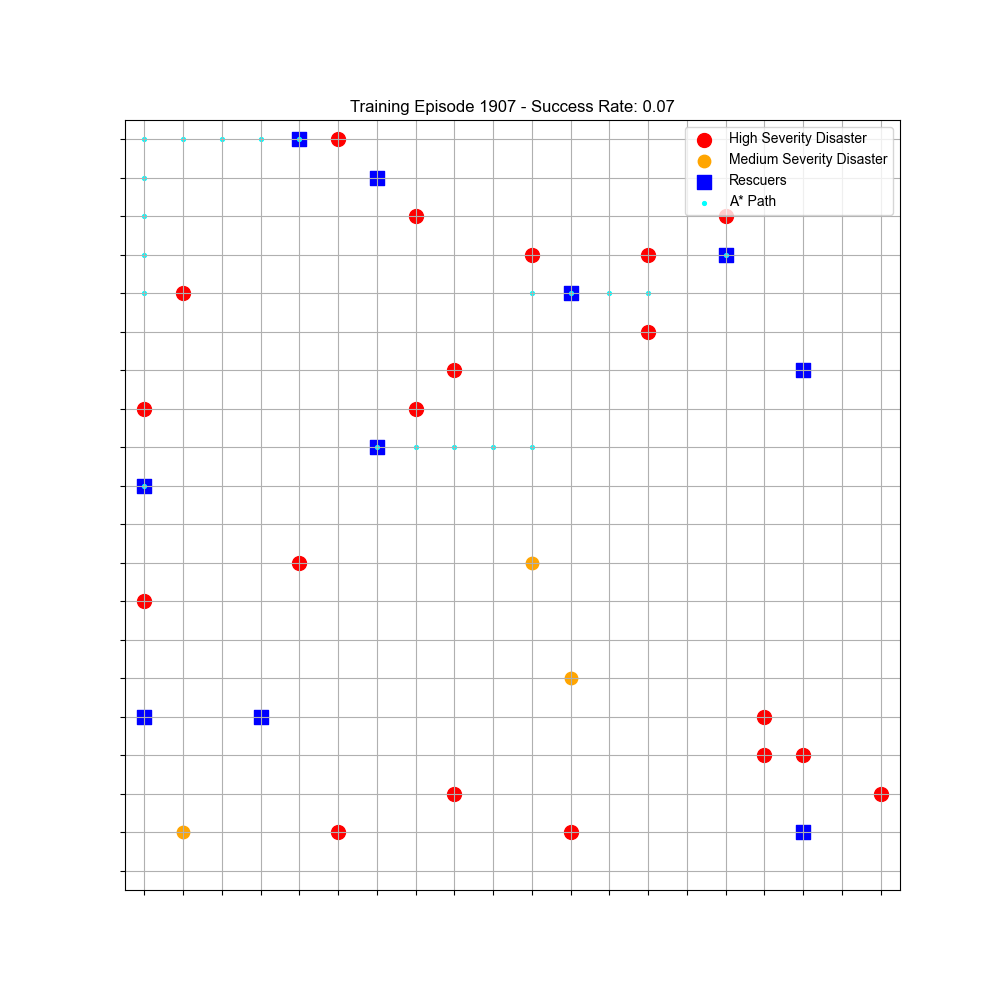 Training Episode 1907 - Success Rate: 0.07
High Severity Disaster
Medium Severity Disaster
Rescuers
A* Path